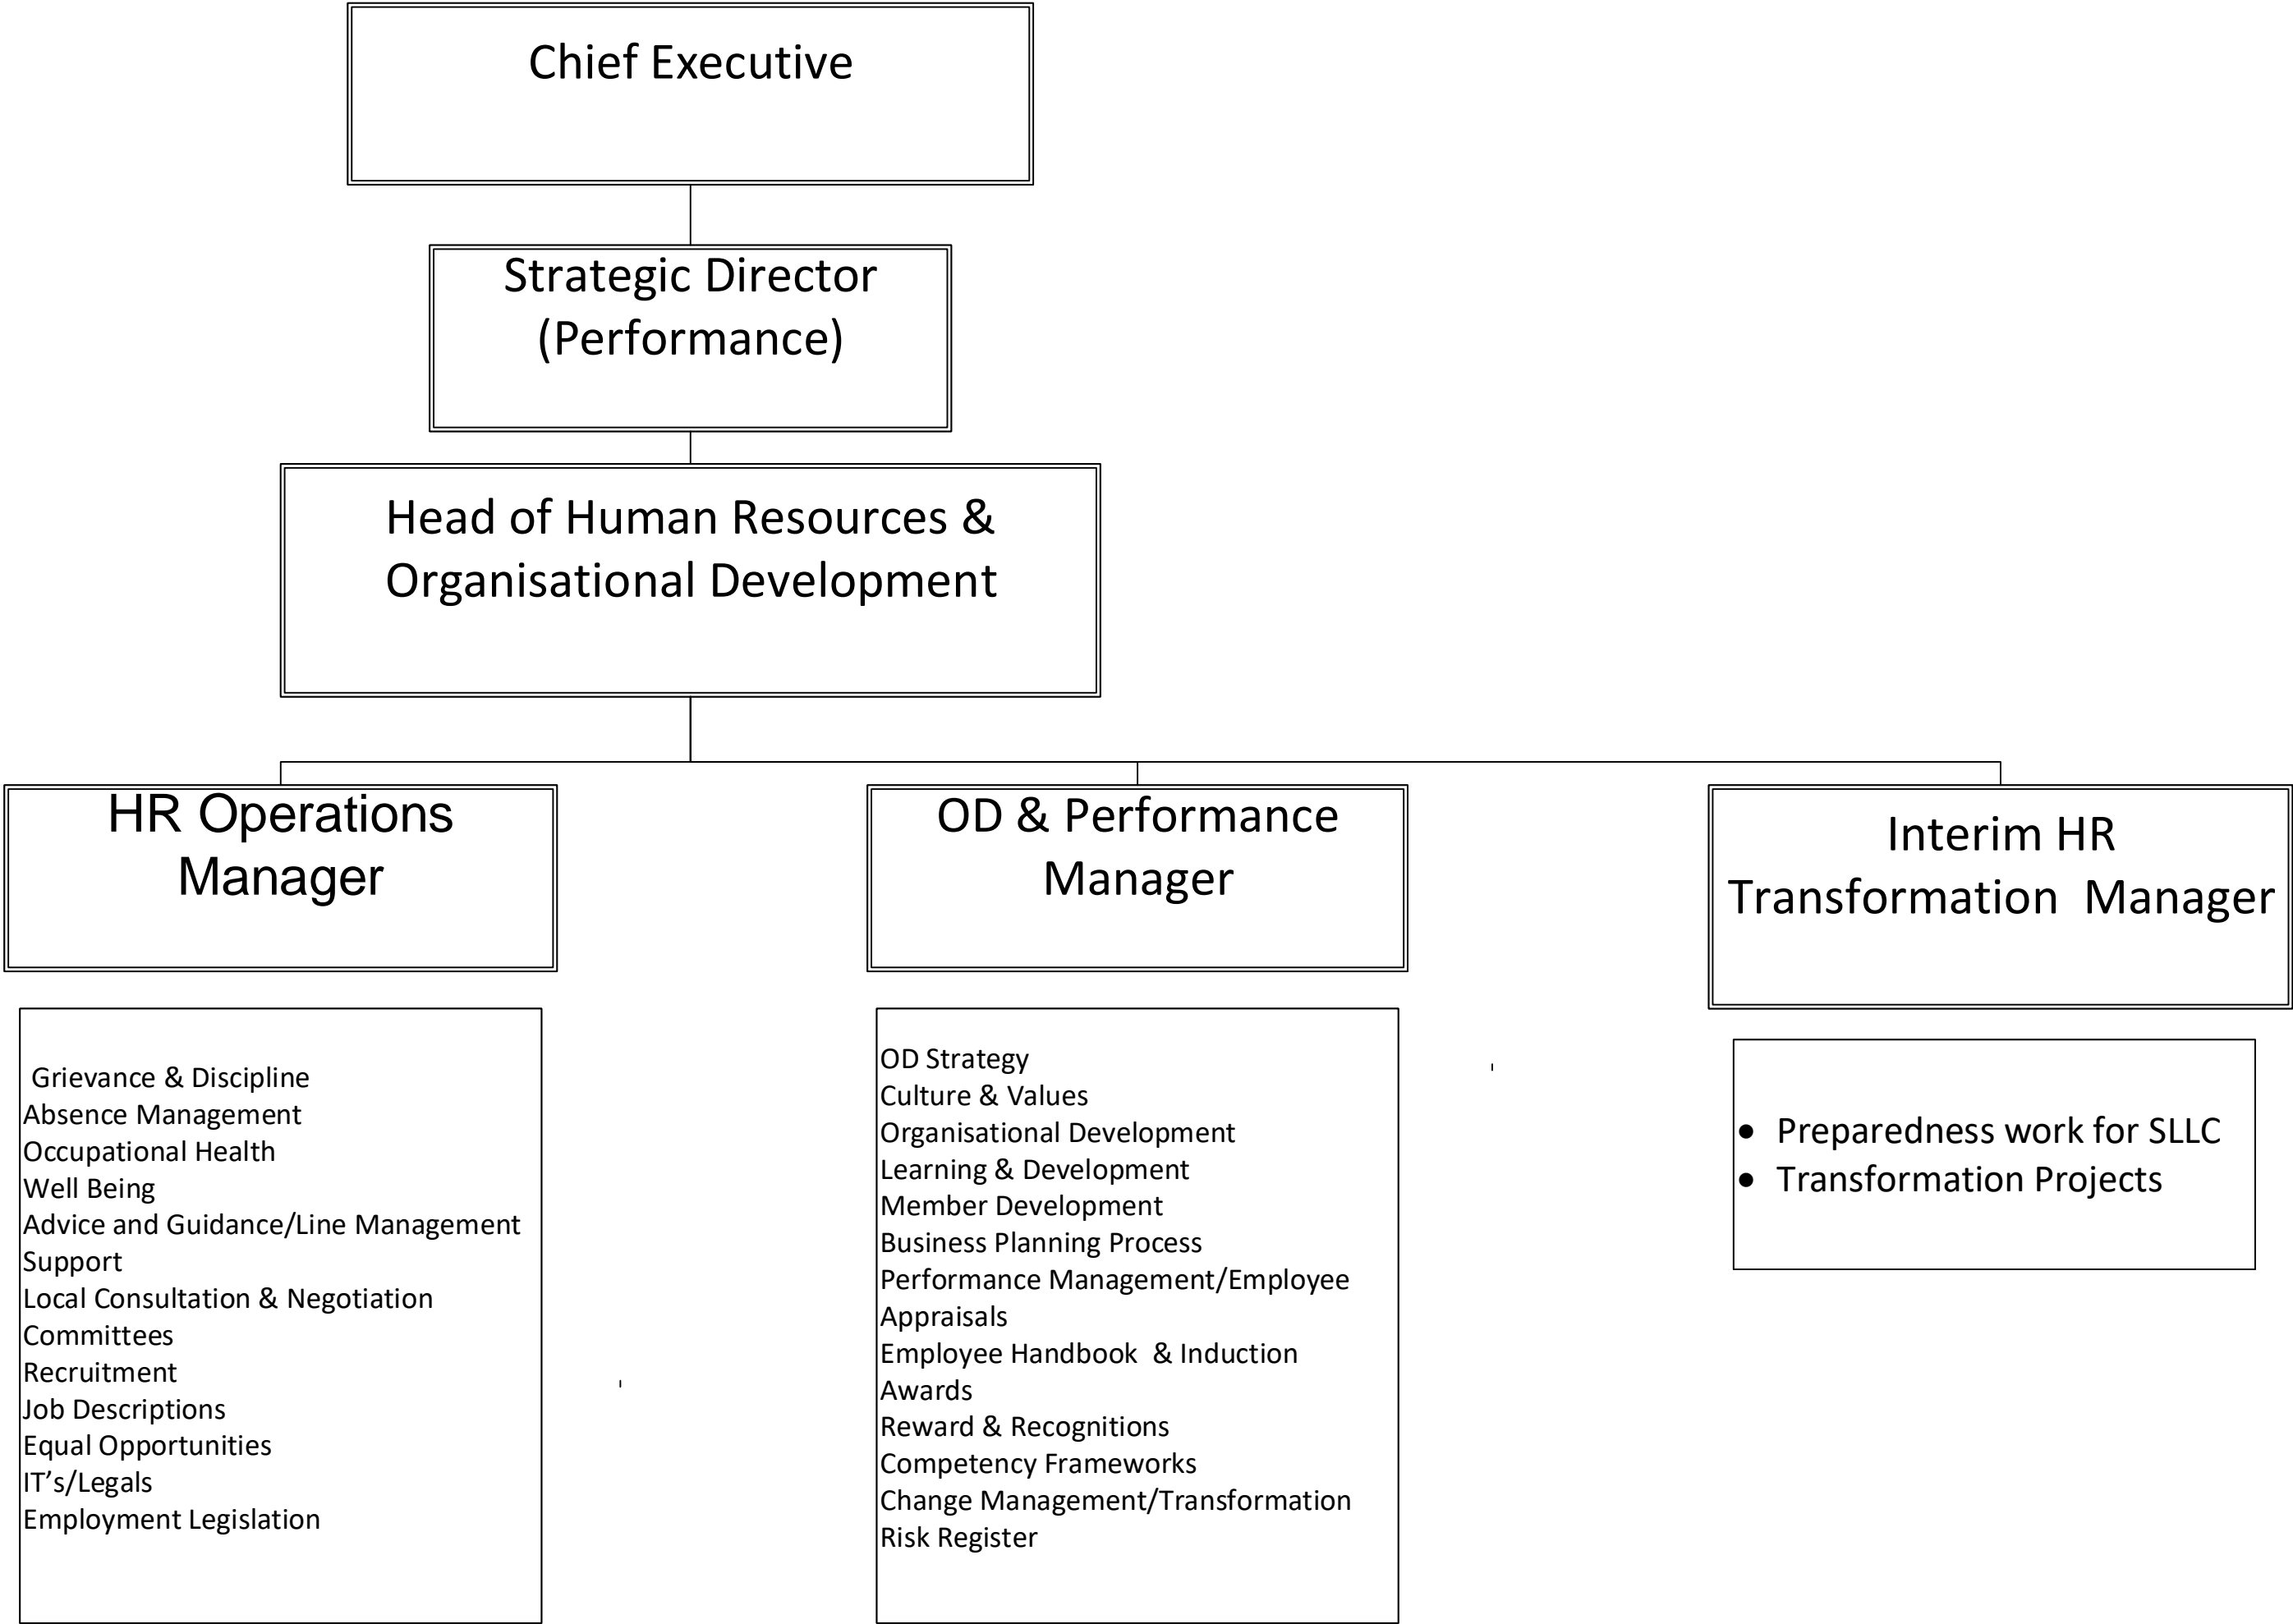 Chief Executive
Strategic Director
(Performance)
Head of Human Resources &
Organisational Development
HR Operations
Manager
OD & Performance
Manager
Interim HR
Transformation  Manager
Grievance & Discipline
Absence Management
Occupational Health
Well Being
Advice and Guidance/Line Management
Support
Local Consultation & Negotiation
Committees
Recruitment
Job Descriptions
Equal Opportunities
IT’s/Legals
Employment Legislation
OD Strategy
Culture & Values
Organisational Development
Learning & Development
Member Development
Business Planning Process
Performance Management/Employee
Appraisals
Employee Handbook  & Induction
Awards
Reward & Recognitions
Competency Frameworks
Change Management/Transformation
Risk Register
• Preparedness work for SLLC
• Transformation Projects